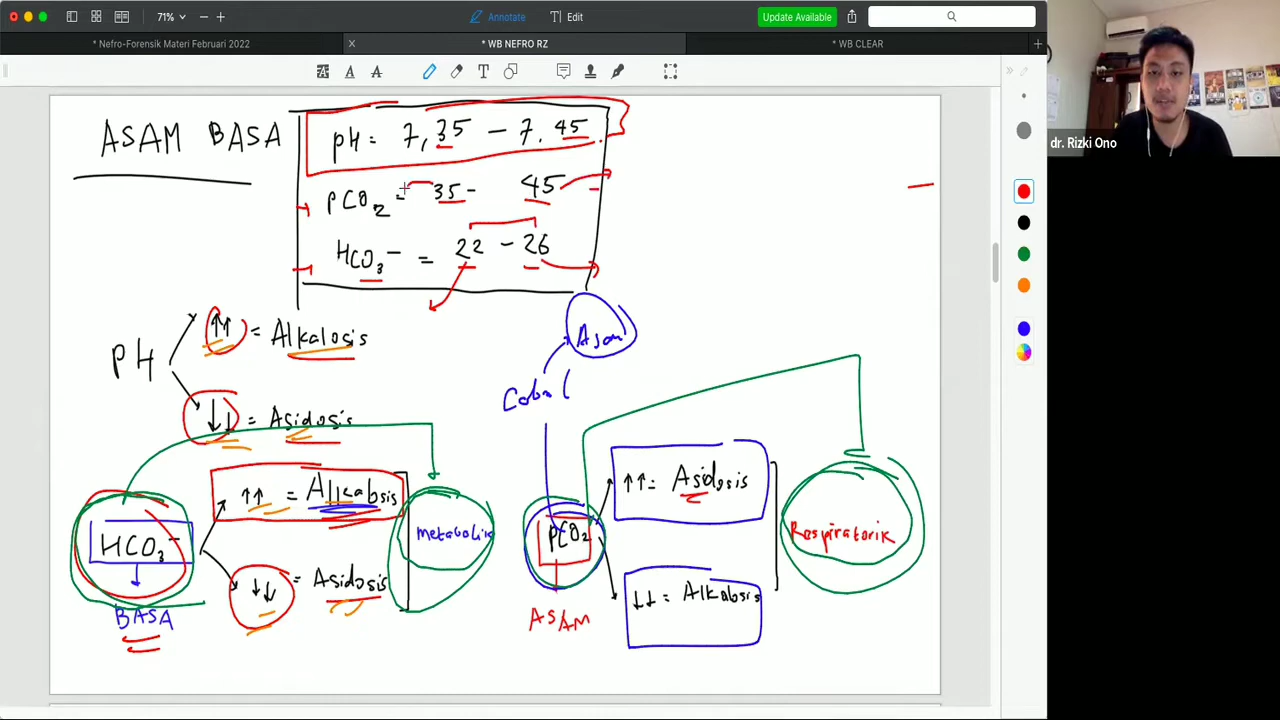 71%
Annotate
Edit
Update Available
* Nefro-Forensik Materi Februari 2022
* WB NEFRO RZ
* WB CLEAR
dr. Rizki Ono
ASAM BASA
pH = 7,35 - 7.45
pCO2 = 35 - 45
HCO3- = 22 - 26
PH
↑↑ = Alkalosis
↓↓ = Asidosis
Asam
HCO3-
BASA
↑↑ = Alkalosis
↓↓ = Asidosis
Metabolik
pCO2
ASAM
↑↑ = Asidosis
↓↓ = Alkalosis
Respiratorik